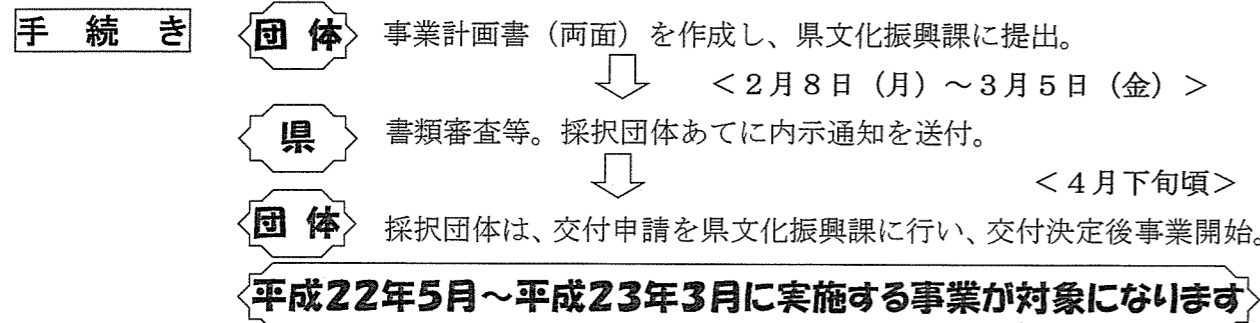 手続き 団体 事業計画書（両面）を作成し、県文化振興課に提出。
＜２月８日（月）～３月５日（金）＞
県 書類審査等。採択団体あてに内示通知を送付。
＜４月下旬頃＞
団体 採択団体は、交付申請を県文化振興課に行い、交付決定後事業開始。
平成22年5月～平成23年3月に実施する事業が対象になります